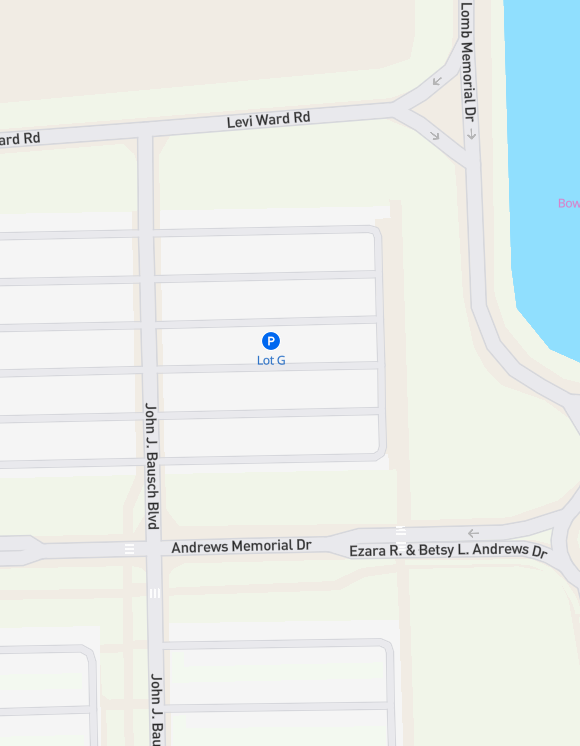 Lomb Memorial Dr
Levi Ward Rd
ard Rd
Bow
P
Lot G
John J. Bausch Blvd
Andrews Memorial Dr
Ezara R. & Betsy L. Andrews Dr
John J. Bau